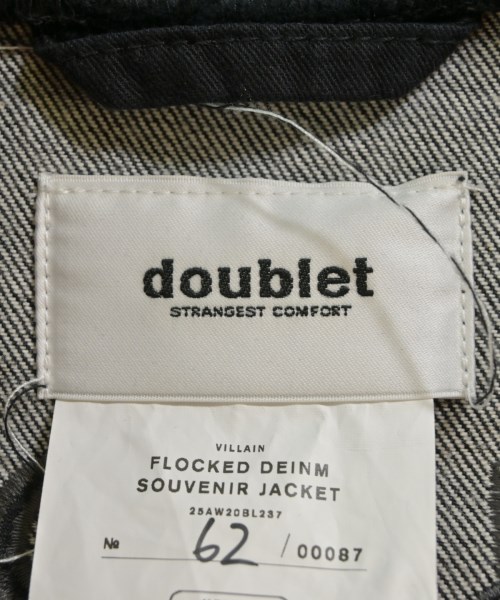 doublet
STRANGEST COMFORT
VILLAIN
FLOCKED DEINM
SOUVENIR JACKET
25AW20BL237
№ 62 / 00087